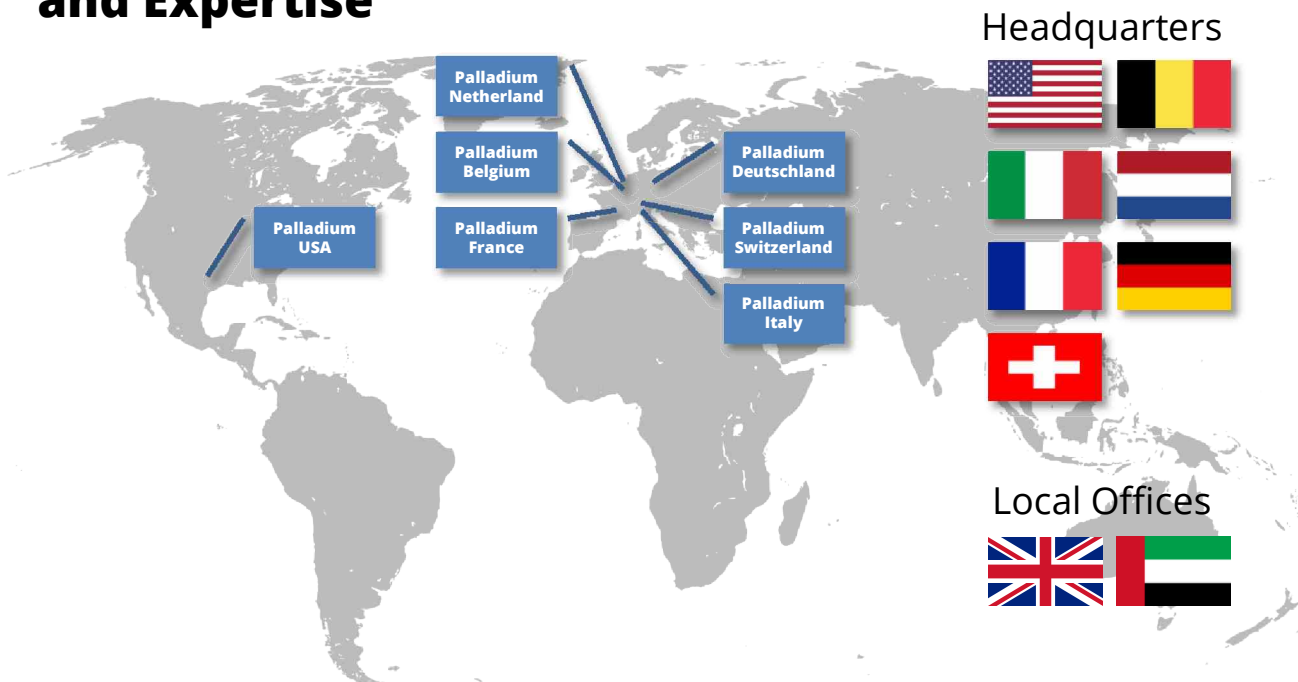 and Expertise
Headquarters
Palladium
Netherland
Palladium
Belgium
Palladium
Deutschland
Palladium
USA
Palladium
France
Palladium
Switzerland
Palladium
Italy
Local Offices